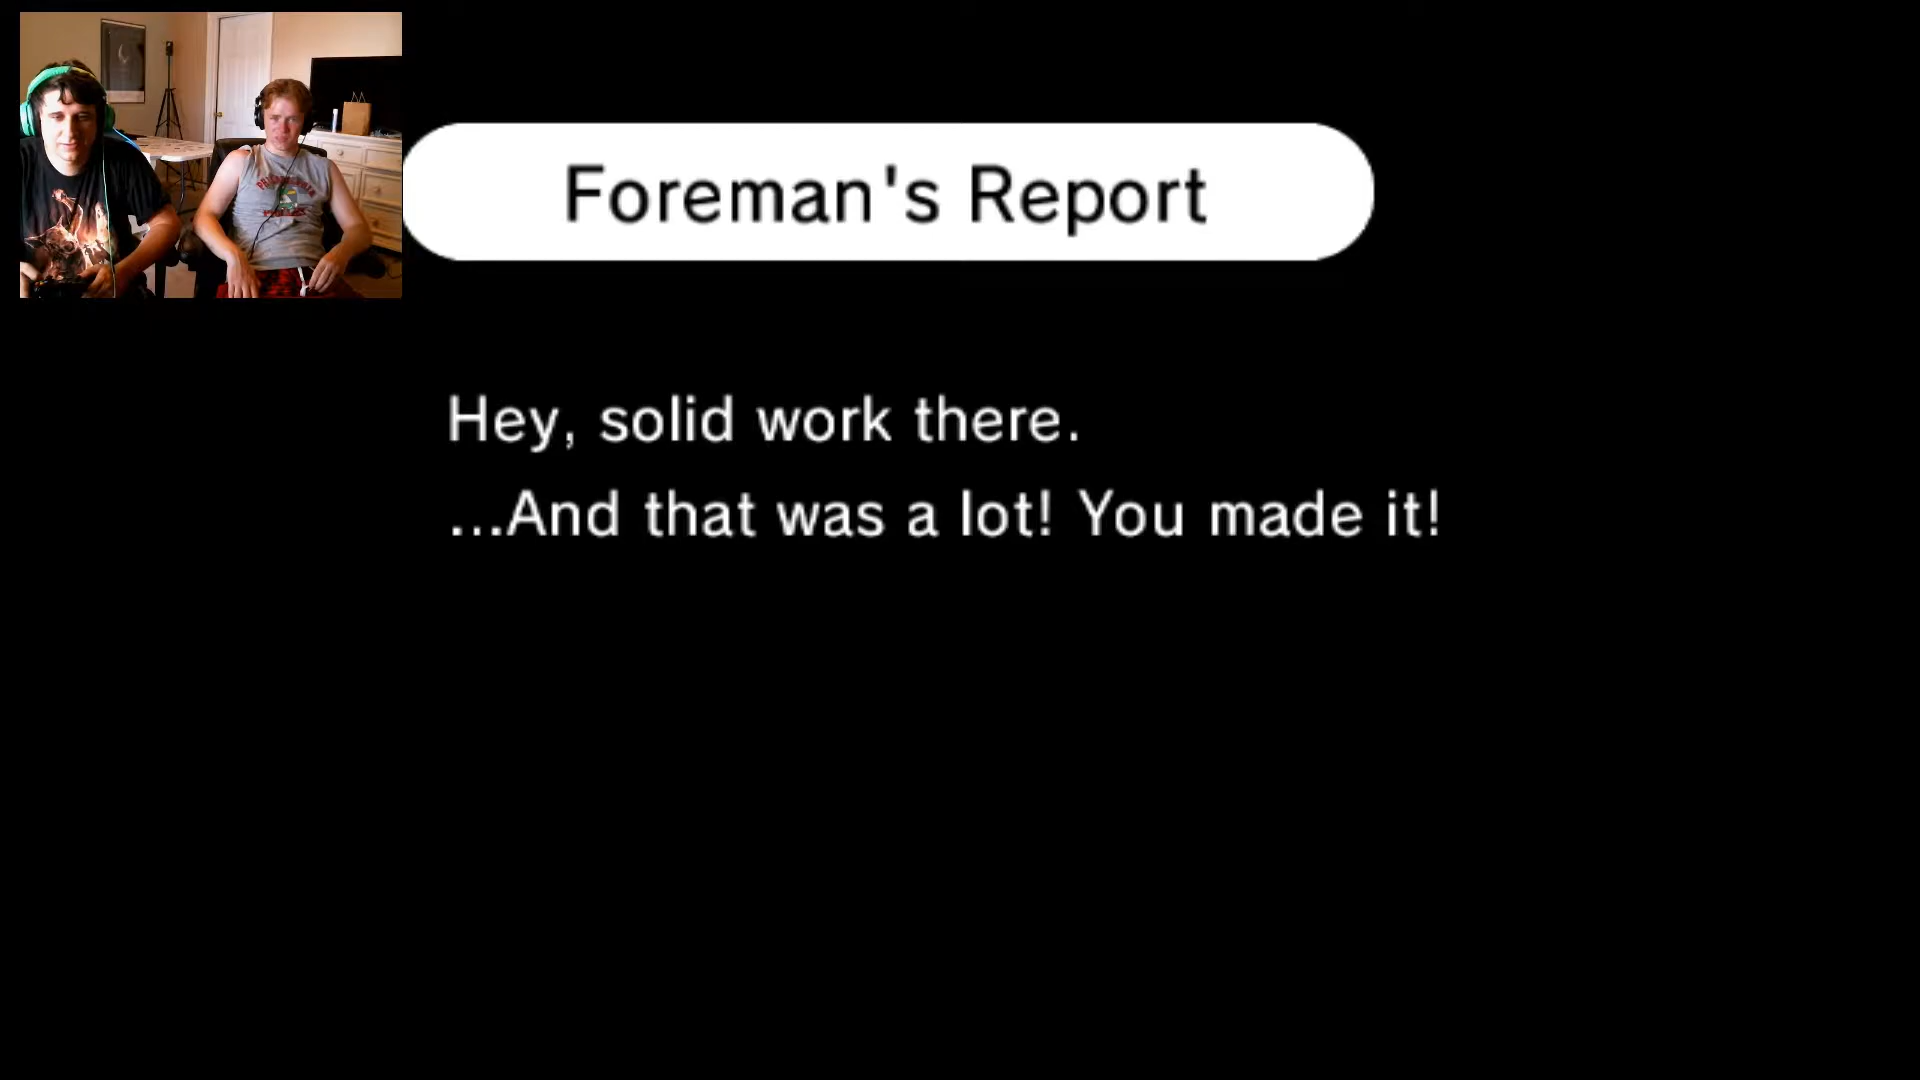 Foreman's Report
Hey, solid work there.
...And that was a lot! You made it!